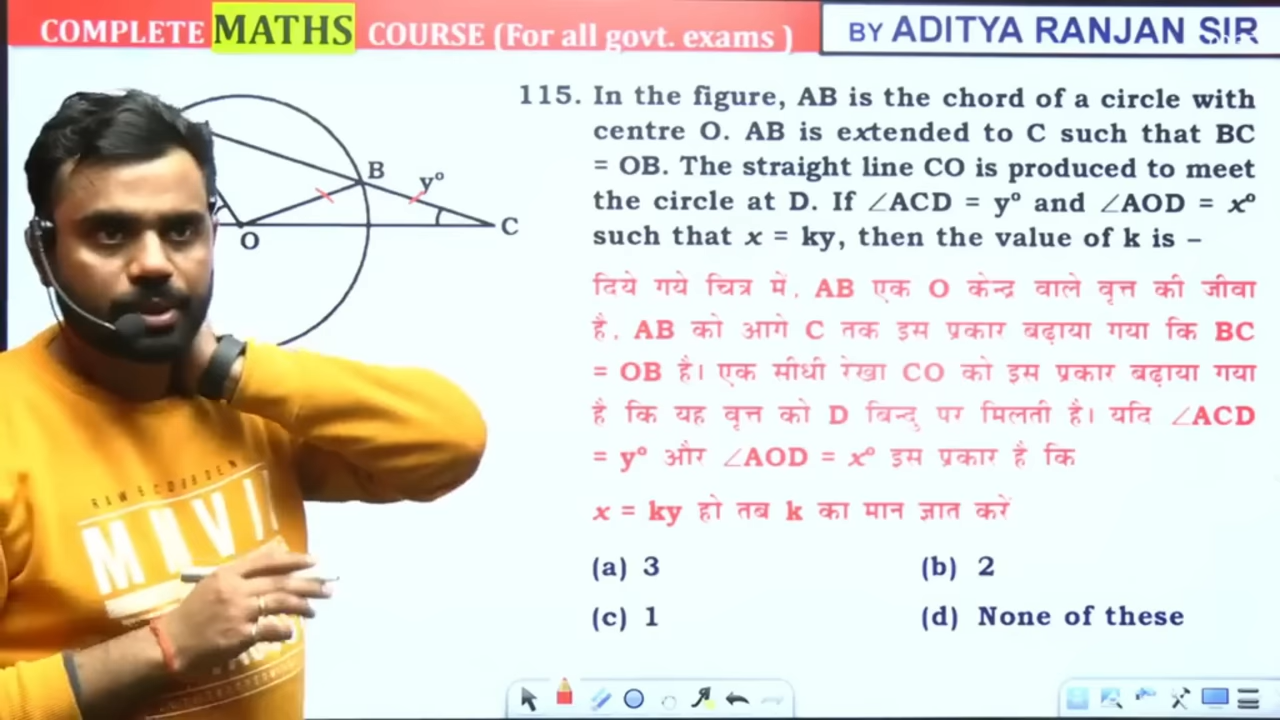 COMPLETE MATHS COURSE (For all govt. exams )
BY ADITYA RANJAN SIR
115. In the figure, AB is the chord of a circle with
centre O. AB is extended to C such that BC
= OB. The straight line CO is produced to meet
the circle at D. If ∠ACD = y° and ∠AOD = x°
such that x = ky, then the value of k is –
दिये गये चित्र में, AB एक O केन्द्र वाले वृत्त की जीवा
है, AB को आगे C तक इस प्रकार बढ़ाया गया कि BC
= OB है। एक सीधी रेखा CO को इस प्रकार बढ़ाया गया
है कि यह वृत्त को D बिन्दु पर मिलती है। यदि ∠ACD
= y° और ∠AOD = x° इस प्रकार है कि
x = ky हो तब k का मान ज्ञात करें
(a) 3
(b) 2
(c) 1
(d) None of these
B
y°
C
O